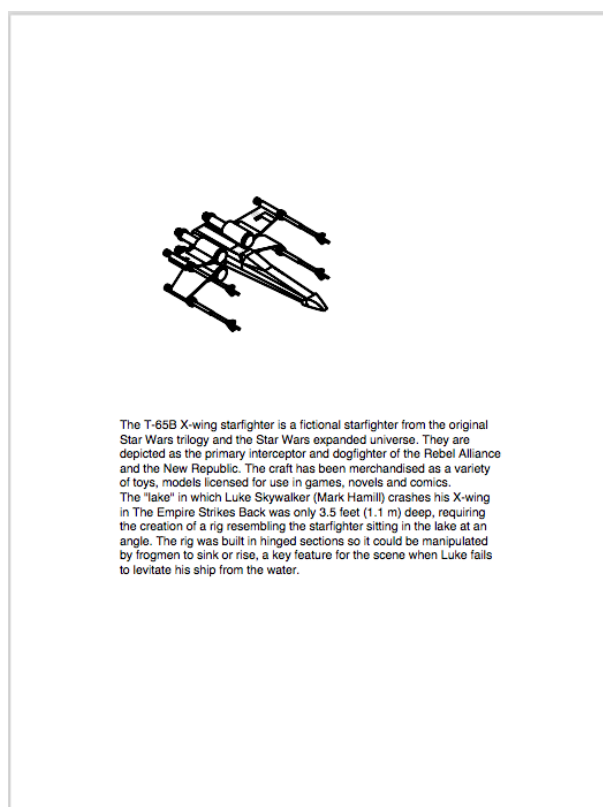 The T-65B X-wing starfighter is a fictional starfighter from the original
Star Wars trilogy and the Star Wars expanded universe. They are
depicted as the primary interceptor and dogfighter of the Rebel Alliance
and the New Republic. The craft has been merchandised as a variety
of toys, models licensed for use in games, novels and comics.
The "lake" in which Luke Skywalker (Mark Hamill) crashes his X-wing
in The Empire Strikes Back was only 3.5 feet (1.1 m) deep, requiring
the creation of a rig resembling the starfighter sitting in the lake at an
angle. The rig was built in hinged sections so it could be manipulated
by frogmen to sink or rise, a key feature for the scene when Luke fails
to levitate his ship from the water.